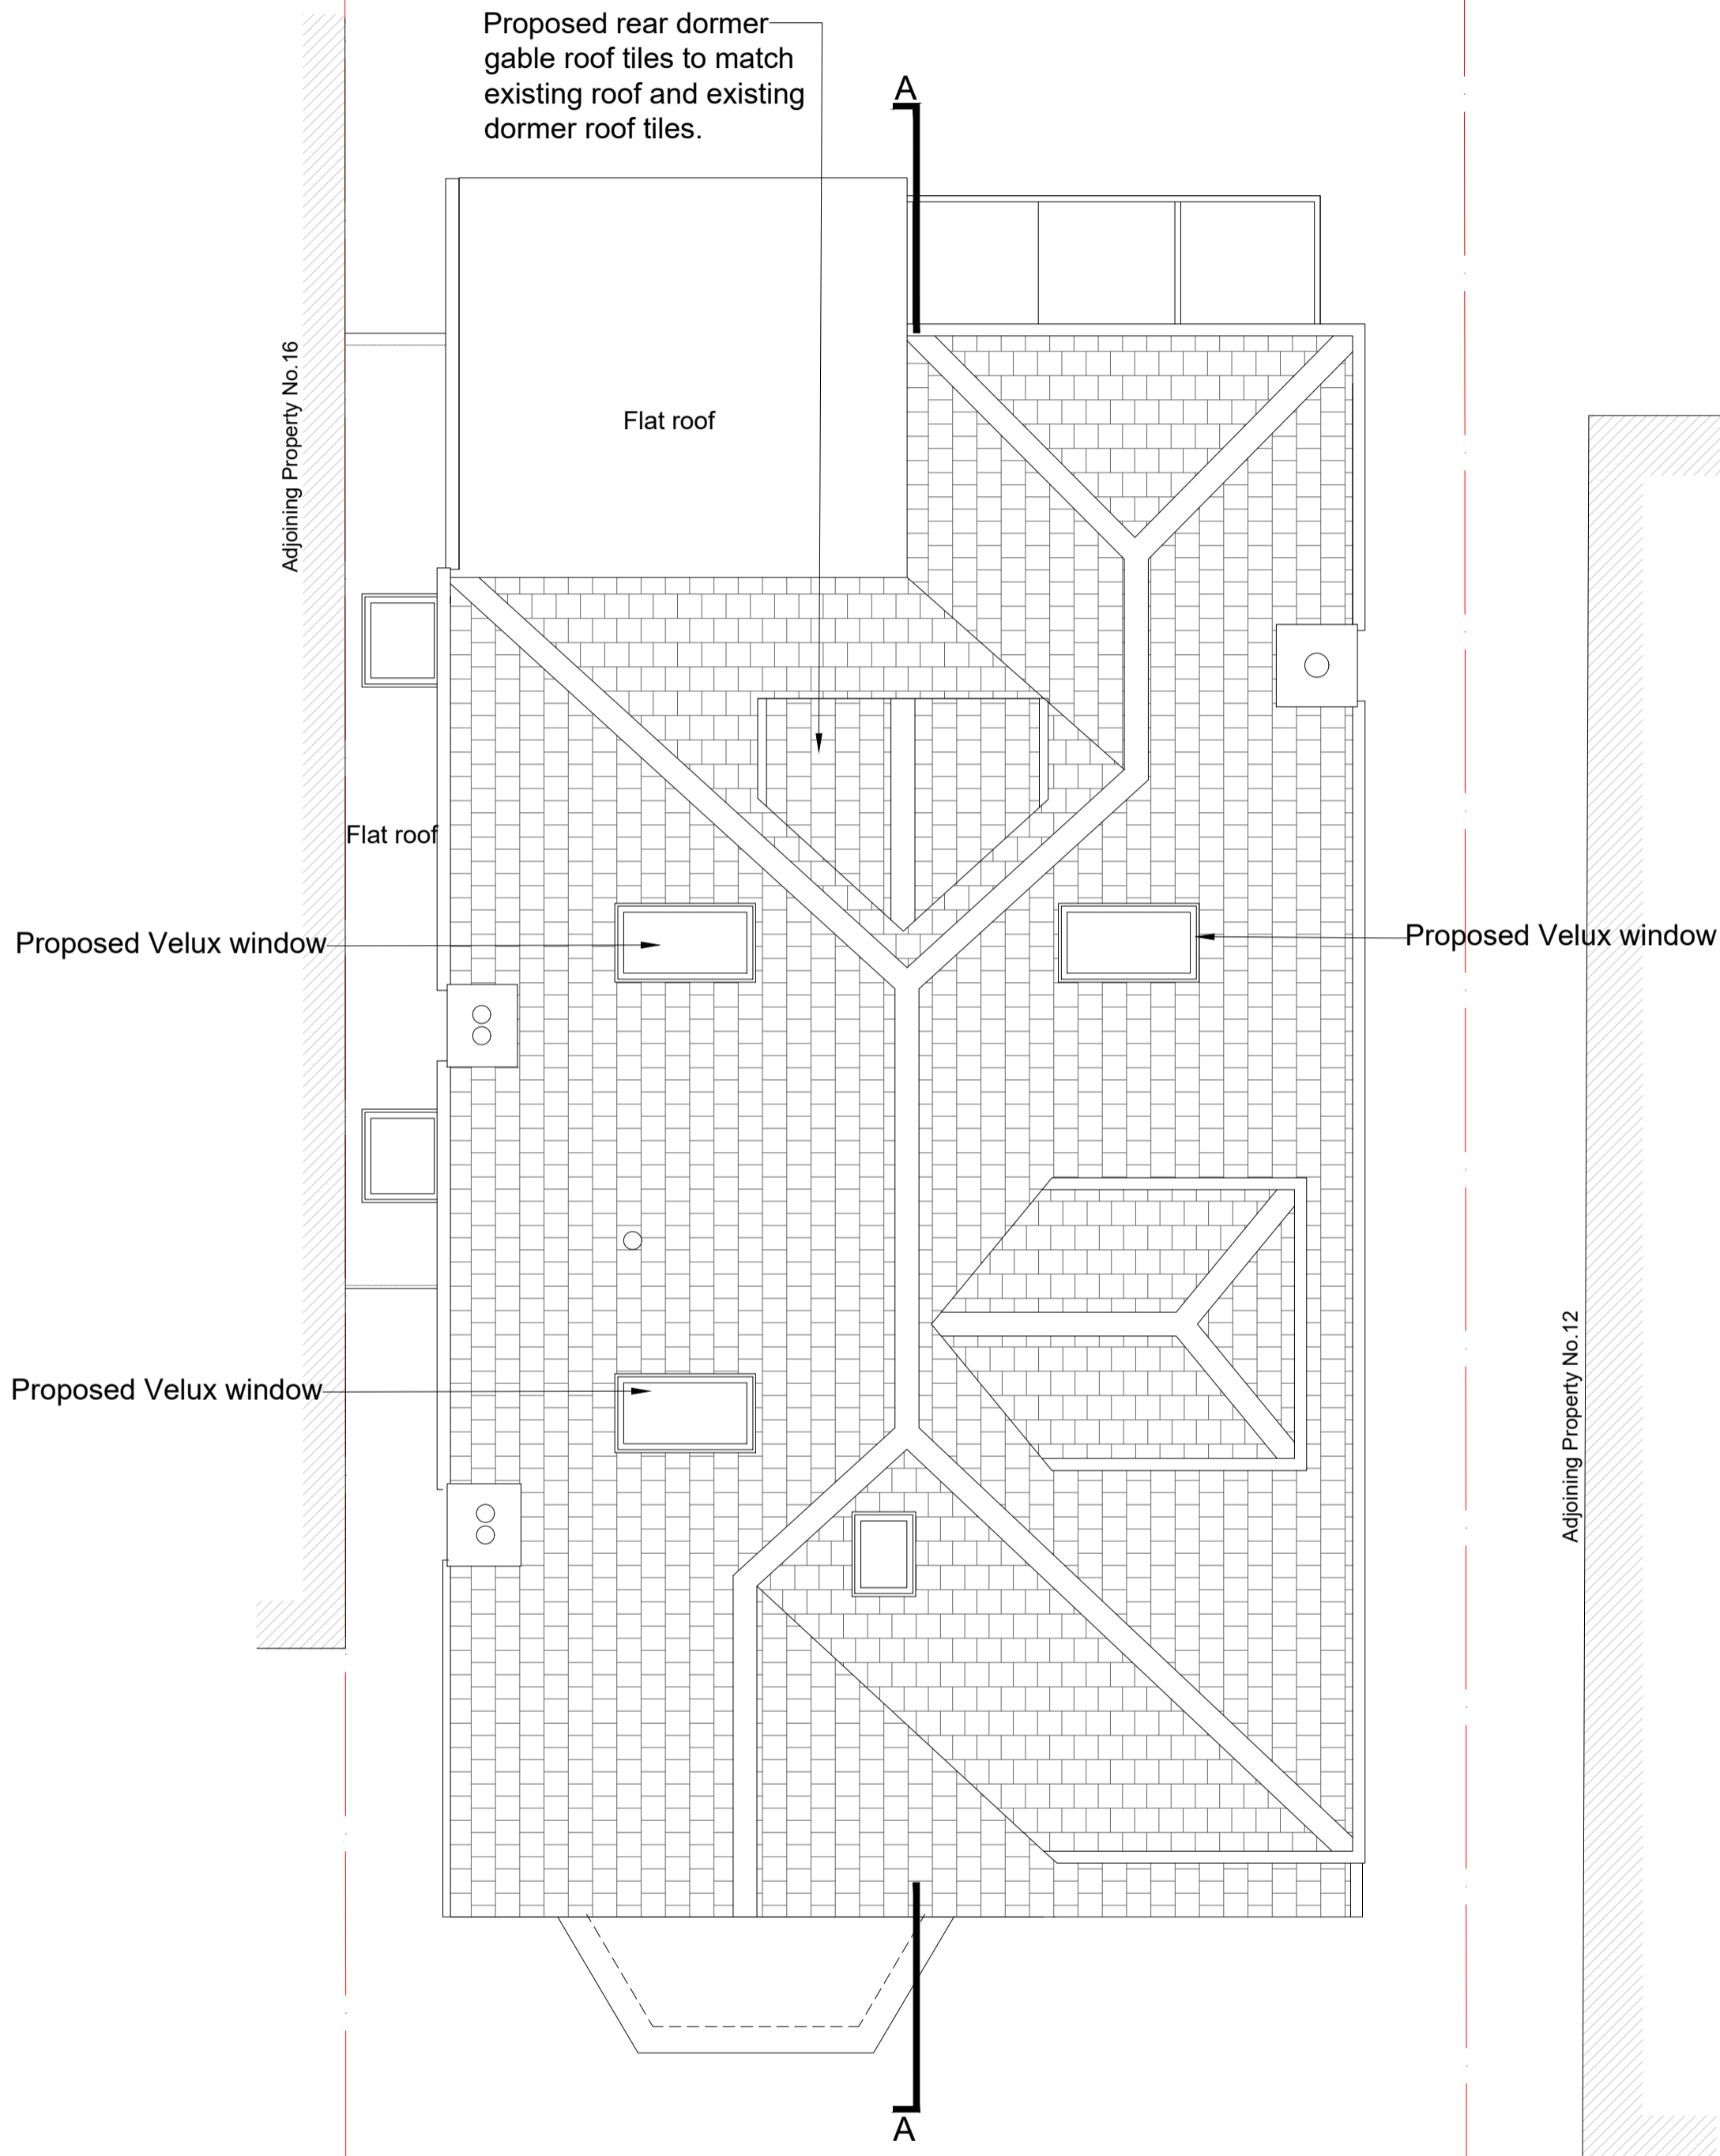 Proposed rear dormer
gable roof tiles to match
existing roof and existing
dormer roof tiles.
A
Adjoining Property No.16
Flat roof
Flat roof
Proposed Velux window
Proposed Velux window
Proposed Velux window
Adjoining Property No.12
A